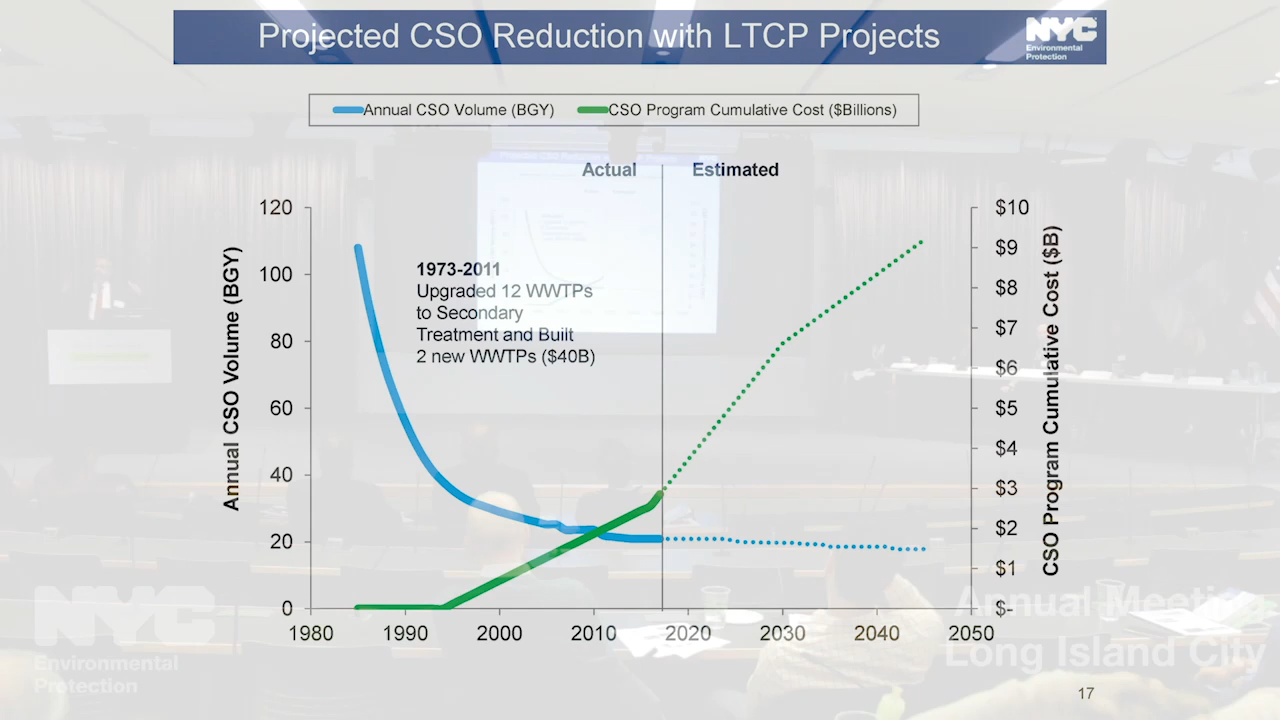 Projected CSO Reduction with LTCP Projects
NYC
Environmental
Protection
Annual CSO Volume (BGY)
CSO Program Cumulative Cost ($Billions)
Actual
Estimated
1973-2011
Upgraded 12 WWTPs
to Secondary
Treatment and Built
2 new WWTPs ($40B)
Annual CSO Volume (BGY)
120
100
80
60
40
20
0
$10
$9
$8
$7
$6
$5
$4
$3
$2
$1
$-
CSO Program Cumulative Cost ($B)
1980
1990
2000
2010
2020
2030
2040
2050
NYC
Environmental
Protection
Annual Meeting
Long Island City
17